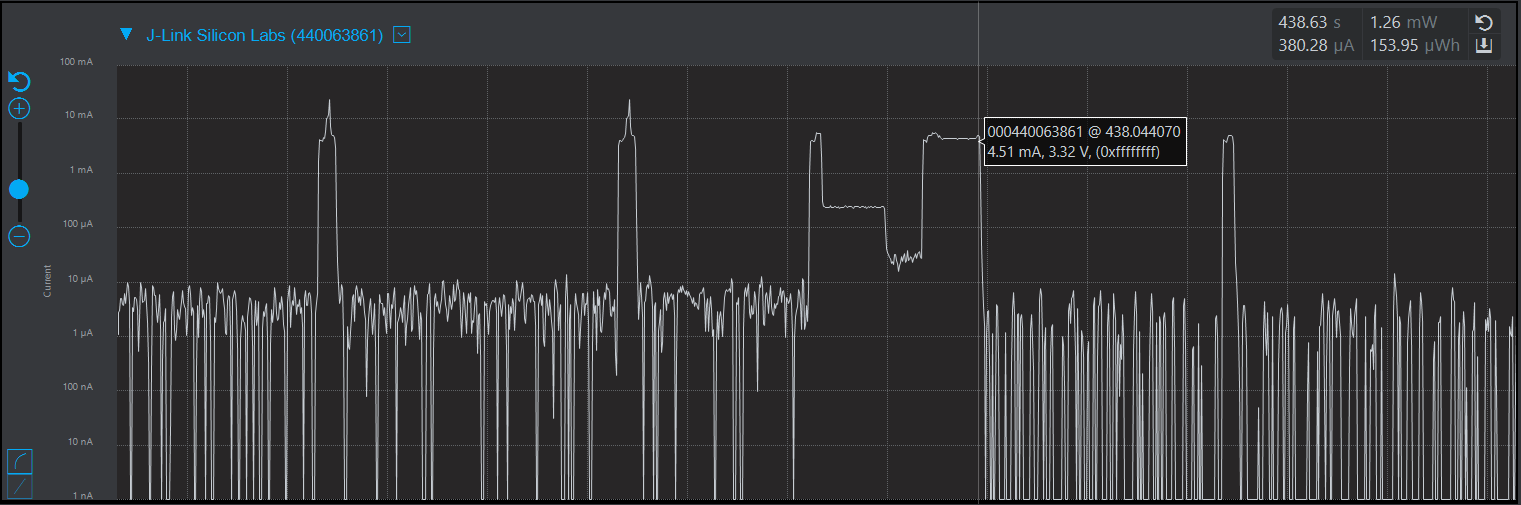 J-Link Silicon Labs (440063861)
438.63 s 1.26 mW
380.28 µA 153.95 µWh
100 mA
10 mA
1 mA
100 µA
10 µA
1 µA
100 nA
10 nA
1 nA
Current
000440063861 @ 438.044070
4.51 mA, 3.32 V, (0xffffffff)